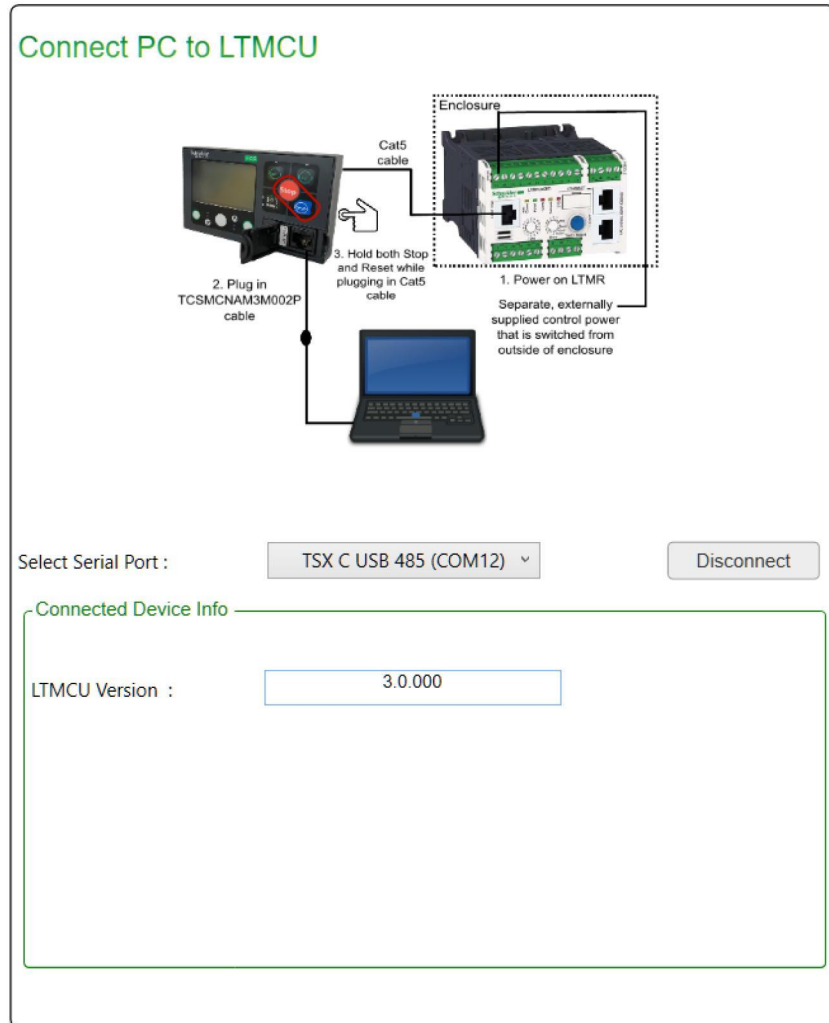 Connect PC to LTMCU
Enclosure
Cat5
cable
3. Hold both Stop
and Reset while
plugging in Cat5
cable
2. Plug in
TCSMCNAM3M002P
cable
1. Power on LTMR
Separate, externally
supplied control power
that is switched from
outside of enclosure
Stop
Select Serial Port :
TSX C USB 485 (COM12)
Disconnect
Connected Device Info
LTMCU Version :
3.0.000